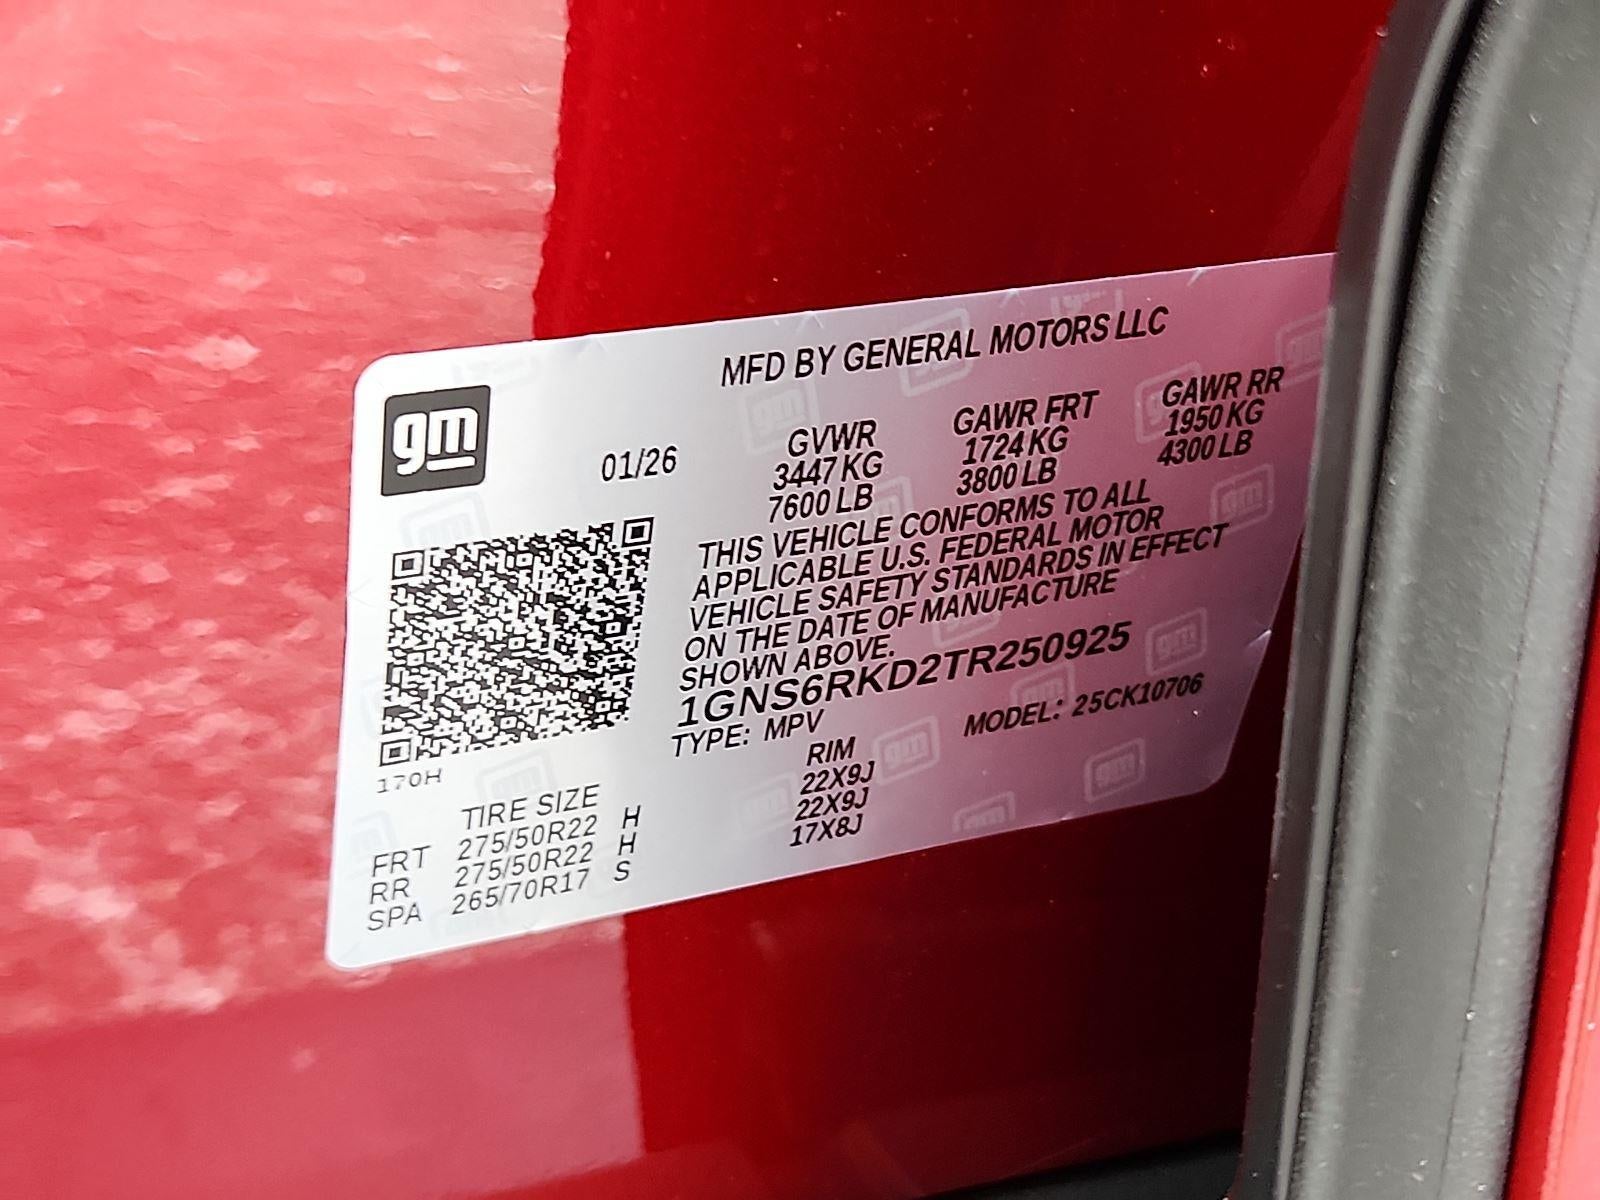 MFD BY GENERAL MOTORS LLC
gm
01/26
GVWR GAWR FRT GAWR RR
3447 KG 1724 KG 1950 KG
7600 LB 3800 LB 4300 LB
THIS VEHICLE CONFORMS TO ALL
APPLICABLE U.S. FEDERAL MOTOR
VEHICLE SAFETY STANDARDS IN EFFECT
ON THE DATE OF MANUFACTURE
SHOWN ABOVE.
1GNS6RKD2TR250925
TYPE: MPV MODEL: 25CK10706
170H
TIRE SIZE RIM
FRT 275/50R22 H 22X9J
RR 275/50R22 H 22X9J
SPA 265/70R17 S 17X8J